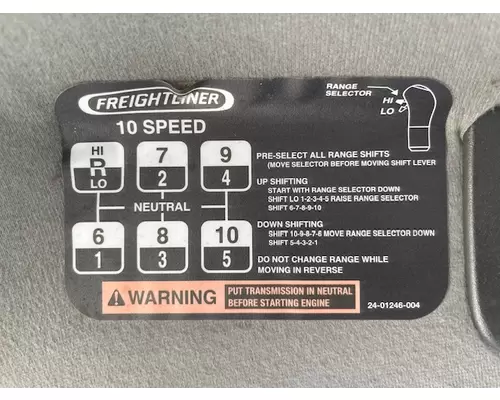 FREIGHTLINER
RANGE
SELECTOR
HI
LO
10 SPEED
HI
R
LO
7
2
9
4
NEUTRAL
6
1
8
3
10
5
PRE-SELECT ALL RANGE SHIFTS
(MOVE SELECTOR BEFORE MOVING SHIFT LEVER
UP SHIFTING
START WITH RANGE SELECTOR DOWN
SHIFT LO 1-2-3-4-5 RAISE RANGE SELECTOR
SHIFT 6-7-8-9-10
DOWN SHIFTING
SHIFT 10-9-8-7-6 MOVE RANGE SELECTOR DOWN
SHIFT 5-4-3-2-1
DO NOT CHANGE RANGE WHILE
MOVING IN REVERSE
WARNING
PUT TRANSMISSION IN NEUTRAL
BEFORE STARTING ENGINE
24-01246-004